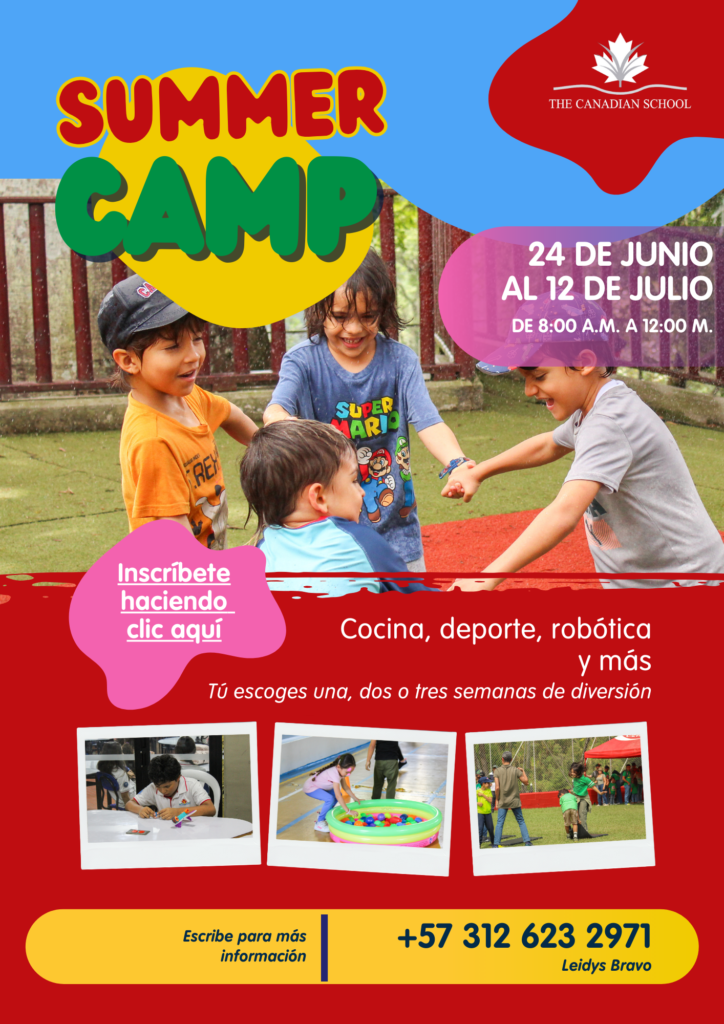 SUMMER
CAMP
THE CANADIAN SCHOOL
24 DE JUNIO
AL 12 DE JULIO
DE 8:00 A.M. A 12:00 M.
SUPER
MARIO
Inscríbete
haciendo
clic aquí
Cocina, deporte, robótica
y más
Tú escoges una, dos o tres semanas de diversión
Escribe para más
información
+57 312 623 2971
Leidys Bravo